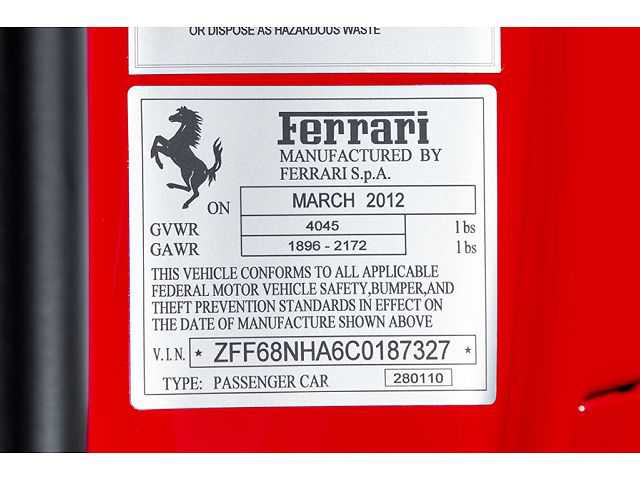 OR DISPOSE AS HAZARDOUS WASTE
Ferrari
MANUFACTURED BY
FERRARI S.p.A.
ON MARCH 2012
GVWR 4045 lbs
GAWR 1896 - 2172 lbs
THIS VEHICLE CONFORMS TO ALL APPLICABLE
FEDERAL MOTOR VEHICLE SAFETY,BUMPER,AND
THEFT PREVENTION STANDARDS IN EFFECT ON
THE DATE OF MANUFACTURE SHOWN ABOVE
V.I.N. * ZFF68NHA6C0187327 *
TYPE: PASSENGER CAR 280110